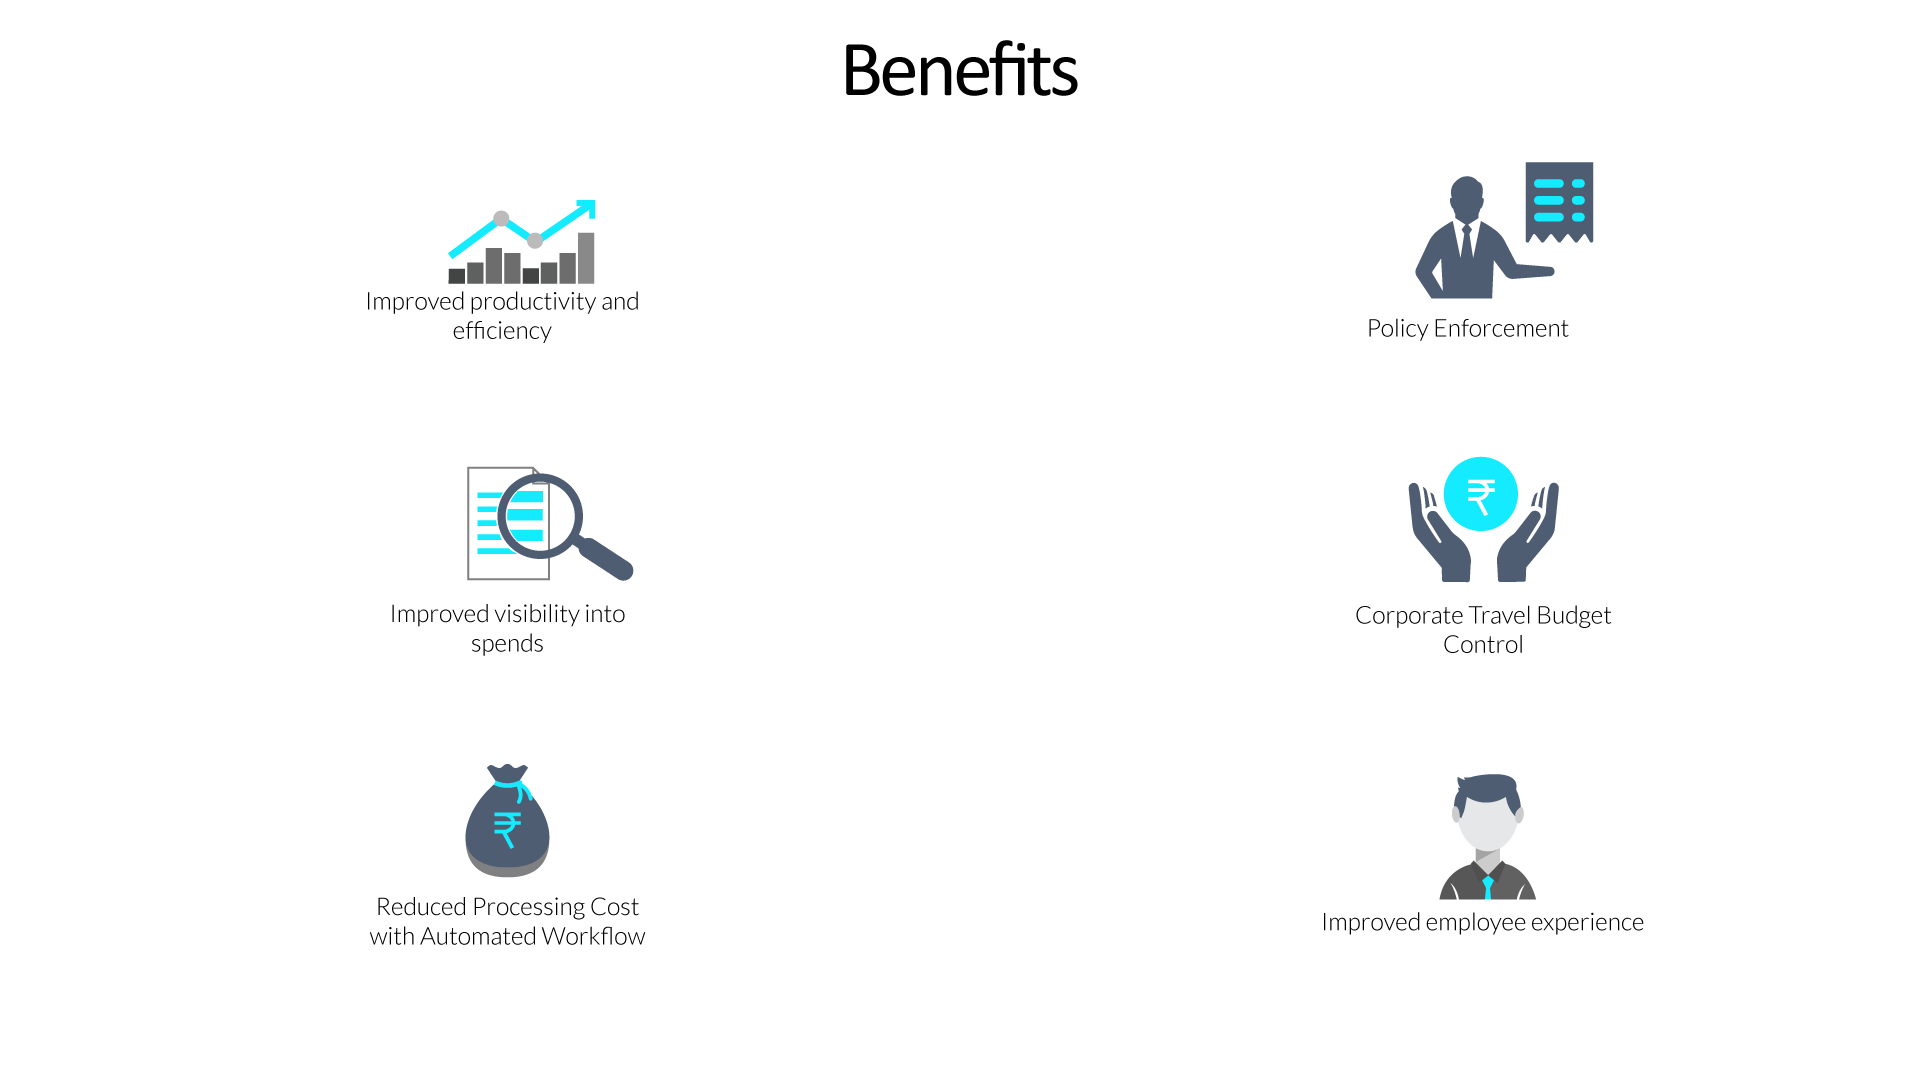 Benefits
Improved productivity and
efficiency
Policy Enforcement
Improved visibility into
spends
₹
Corporate Travel Budget
Control
₹
Reduced Processing Cost
with Automated Workflow
Improved employee experience